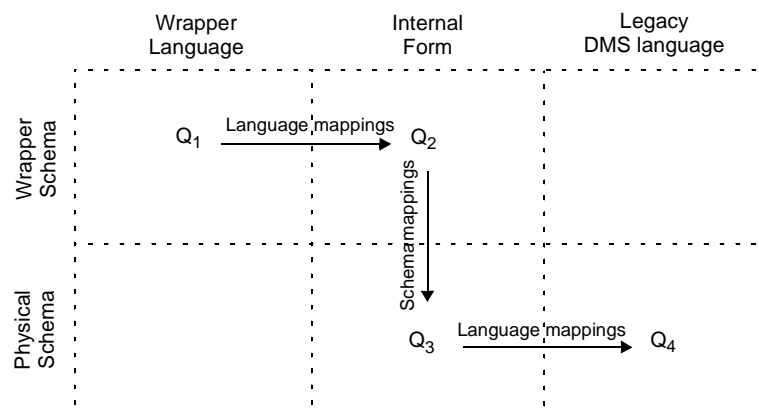 Wrapper
Language
Internal
Form
Legacy
DMS language
Wrapper
Schema
Q1
Language mappings
Q2
Schema mappings
Physical
Schema
Q3
Language mappings
Q4